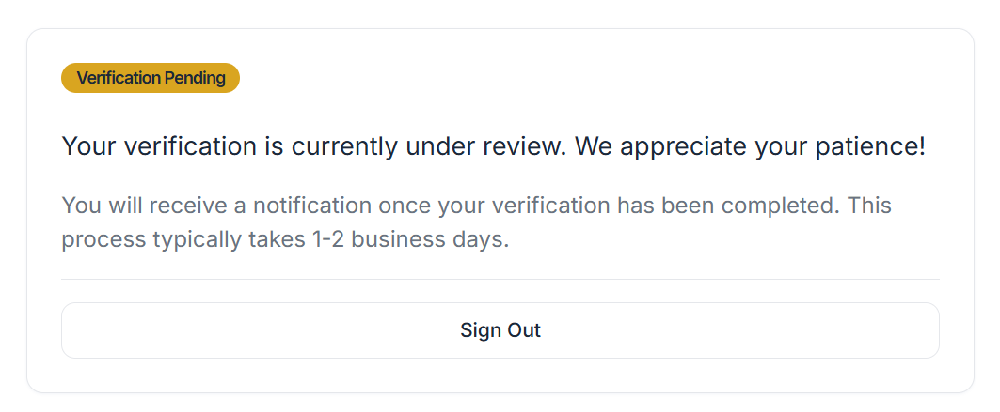 Verification Pending
Your verification is currently under review. We appreciate your patience!
You will receive a notification once your verification has been completed. This
process typically takes 1-2 business days.
Sign Out